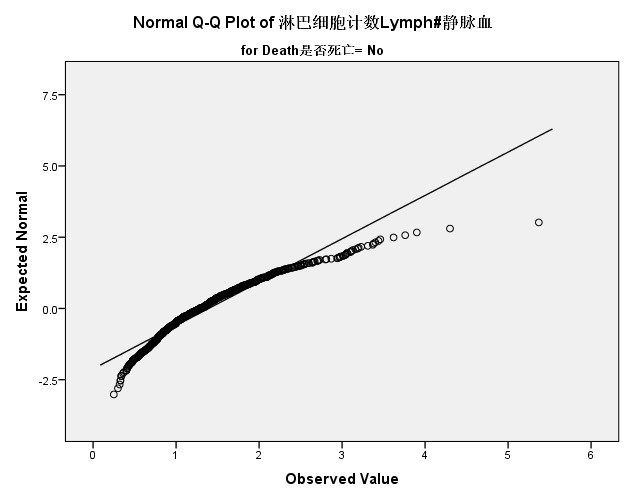 Normal Q-Q Plot of 淋巴细胞计数Lymph#静脉血
for Death是否死亡= No
Expected Normal
7.5
5.0
2.5
0.0
-2.5
0 1 2 3 4 5 6
Observed Value